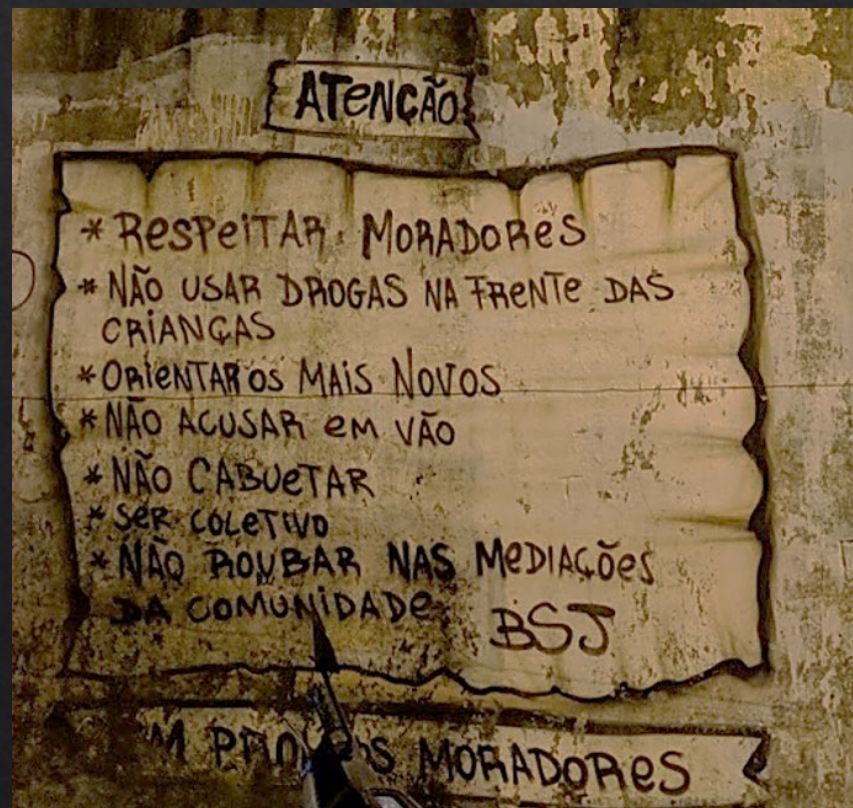 ATENÇÃO
* RESPEITAR MORADORES
* NÃO USAR DROGAS NA FRENTE DAS
CRIANÇAS
* ORIENTAR OS MAIS NOVOS
* NÃO ACUSAR EM VÃO
* NÃO CABUETAR
* SER COLETIVO
* NÃO ROUBAR NAS MEDIAÇÕES
DA COMUNIDADE
BSJ
MORADORES